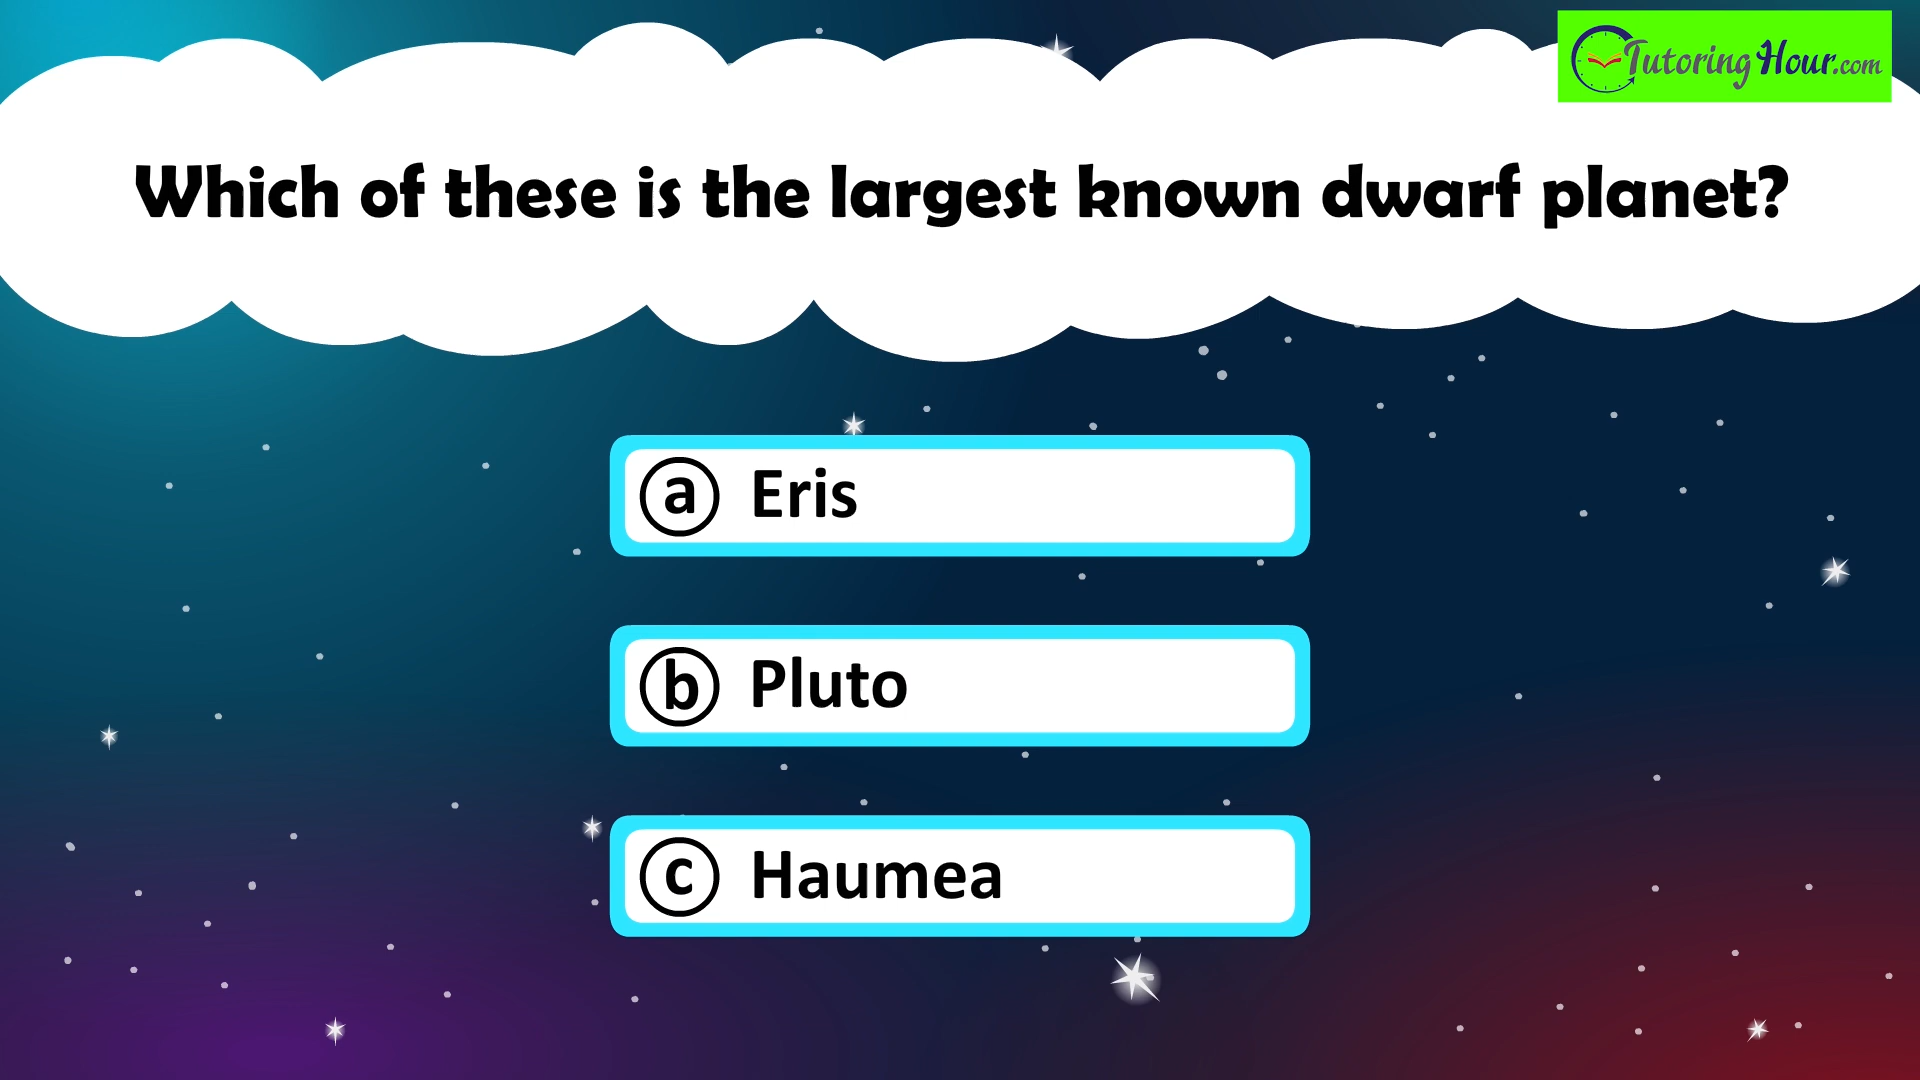 TutoringHour.com
Which of these is the largest known dwarf planet?
a Eris
b Pluto
c Haumea